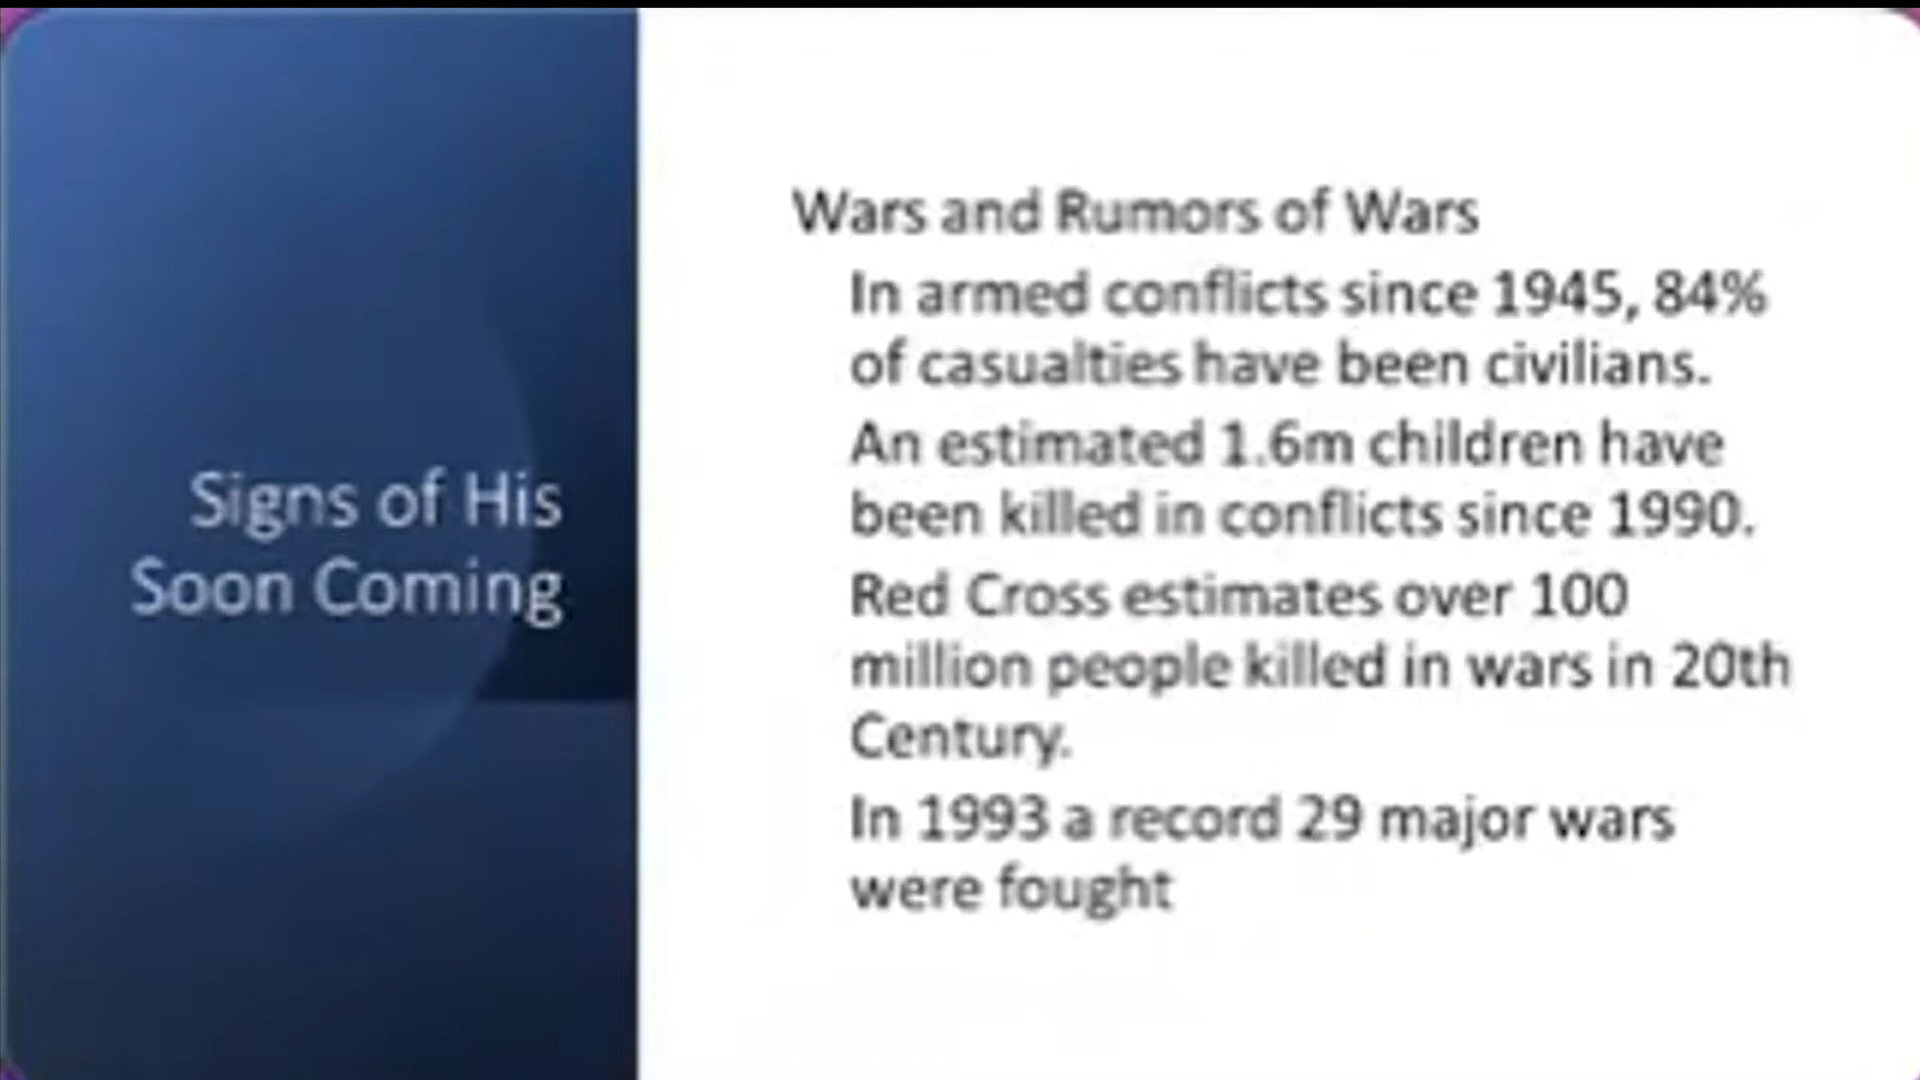 Signs of His
Soon Coming
Wars and Rumors of Wars
In armed conflicts since 1945, 84%
of casualties have been civilians.
An estimated 1.6m children have
been killed in conflicts since 1990.
Red Cross estimates over 100
million people killed in wars in 20th
Century.
In 1993 a record 29 major wars
were fought